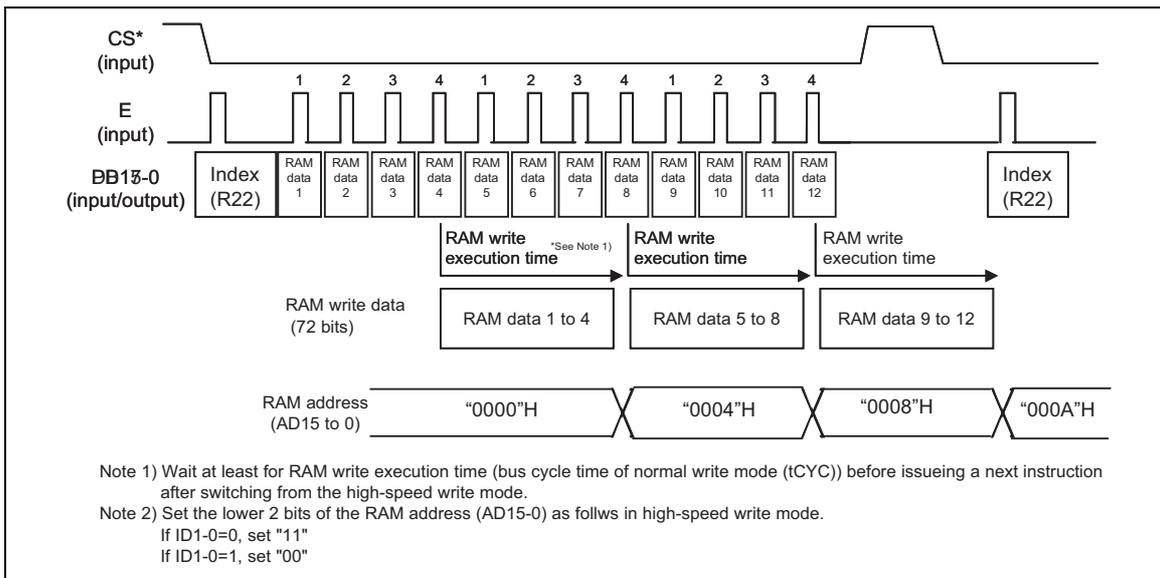 CS*
(input)
1 2 3 4 1 2 3 4 1 2 3 4
E
(input)
(input/output)
Index
(R22)
RAM data 1
RAM data 2
RAM data 3
RAM data 4
RAM data 5
RAM data 6
RAM data 7
RAM data 8
RAM data 9
RAM data 10
RAM data 11
RAM data 12
Index
(R22)
RAM write
execution time *See Note 1)
RAM write
execution time
RAM write
execution time
RAM write data
(72 bits)
RAM data 1 to 4
RAM data 5 to 8
RAM data 9 to 12
RAM address
(AD15 to 0)
“0000”H
“0004”H
“0008”H
“000A”H
Note 1) Wait at least for RAM write execution time (bus cycle time of normal write mode (tCYC)) before issueing a next instruction
after switching from the high-speed write mode.
Note 2) Set the lower 2 bits of the RAM address (AD15-0) as follws in high-speed write mode.
If ID1-0=0, set "11"
If ID1-0=1, set "00"